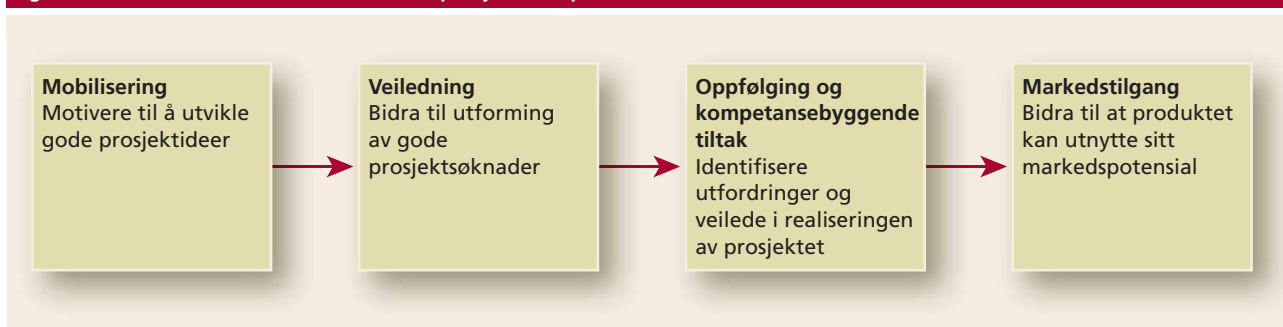 Mobilisering
Motivere til å utvikle
gode prosjektideer
Veiledning
Bidra til utforming
av gode
prosjektsøknader
Oppfølging og
kompetansebyggende
tiltak
Identifisere
utfordringer og
veilede i realiseringen
av prosjektet
Markedstilgang
Bidra til at produktet
kan utnytte sitt
markedspotensial